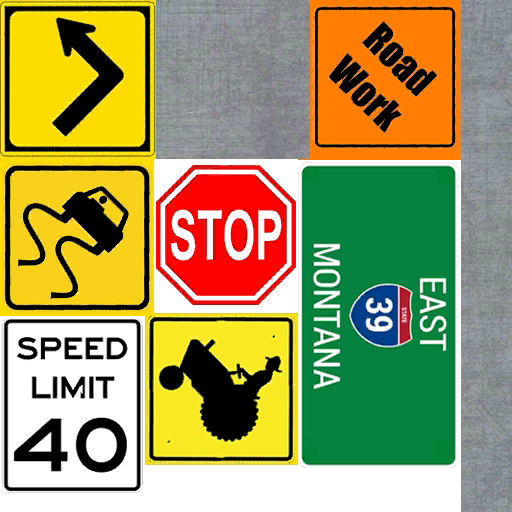 Road
Work
STOP
EAST
STATE
39
MONTANA
SPEED
LIMIT
40